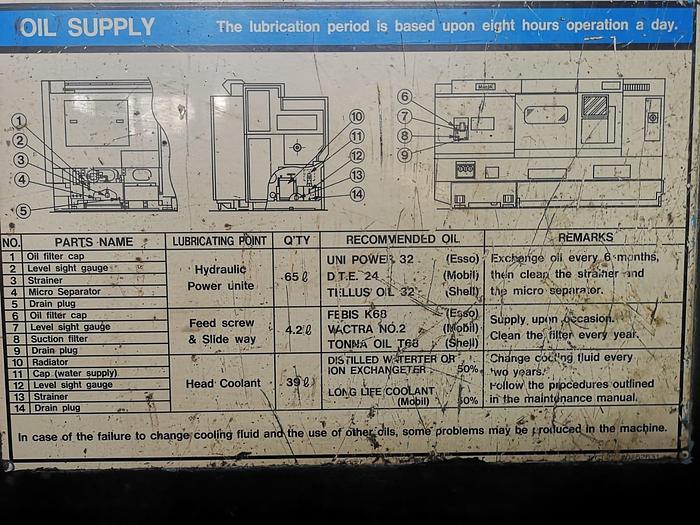 OIL SUPPLY The lubrication period is based upon eight hours operation a day.
1
2
3
4
5
10
11
12
13
14
6
7
8
9
NO. PARTS NAME LUBRICATING POINT Q'TY RECOMMENDED OIL REMARKS
1 Oil filter cap
2 Level sight gauge
3 Strainer
4 Micro Separator
5 Drain plug
Hydraulic
Power unite
65ℓ
UNI POWER 32 (Esso)
D.T.E. 24 (Mobil)
TELLUS OIL 32 (Shell)
Exchange oil every 6 months,
then clean the strainer and
the micro separator.
6 Oil filter cap
7 Level sight gauge
8 Suction filter
9 Drain plug
Feed screw
& Slide way
4.2ℓ
FEBIS K68 (Esso)
VACTRA NO.2 (Mobil)
TONNA OIL T68 (Shell)
Supply upon occasion.
Clean the filter every year.
10 Radiator
11 Cap (water supply)
12 Level sight gauge
13 Strainer
14 Drain plug
Head Coolant
39ℓ
DISTILLED WATERTER OR
ION EXCHANGETER 50%
LONG LIFE COOLANT
(Mobil) 50%
Change cooling fluid every
two years.
Follow the procedures outlined
in the maintenance manual.
In case of the failure to change cooling fluid and the use of other oils, some problems may be produced in the machine.